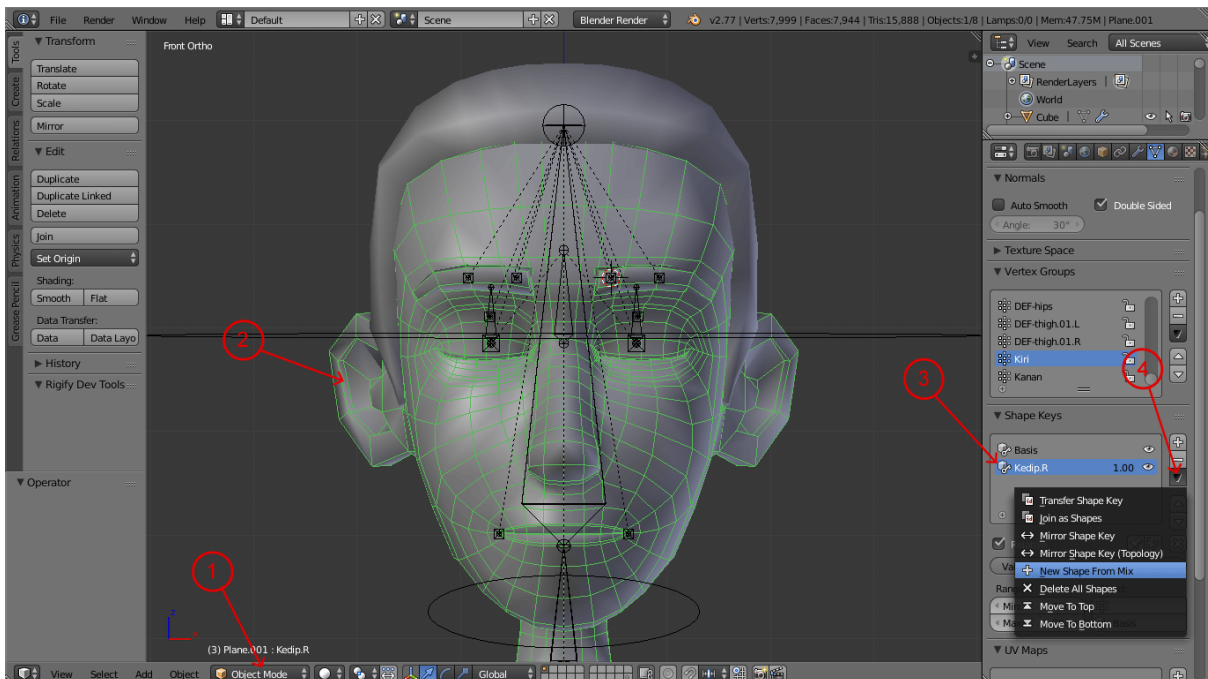 File Render Window Help Default Scene Blender Render v2.77 | Verts:7,999 | Faces:7,944 | Tris:15,888 | Objects:1/8 | Lamps:0/0 | Mem:47.75M | Plane.001
Tools
Create
Relations
Animation
Physics
Grease Pencil
Transform
Translate
Rotate
Scale
Mirror
Edit
Duplicate
Duplicate Linked
Delete
Join
Set Origin
Shading:
Smooth Flat
Data Transfer:
Data Data Layo
History
Rigify Dev Tools
Operator
Front Ortho
2
1
3
4
z
(3) Plane.001 : Kedip.R
View Select Add Object Object Mode Global
View Search All Scenes
Scene
RenderLayers |
World
Cube |
Normals
Auto Smooth Double Sided
Angle: 30°
Texture Space
Vertex Groups
DEF-hips
DEF-thigh.01.L
DEF-thigh.01.R
Kiri
Kanan
Shape Keys
Basis
Kedip.R 1.00
Transfer Shape Key
Join as Shapes
Mirror Shape Key
Mirror Shape Key (Topology)
New Shape From Mix
Delete All Shapes
Move To Top
Move To Bottom
UV Maps